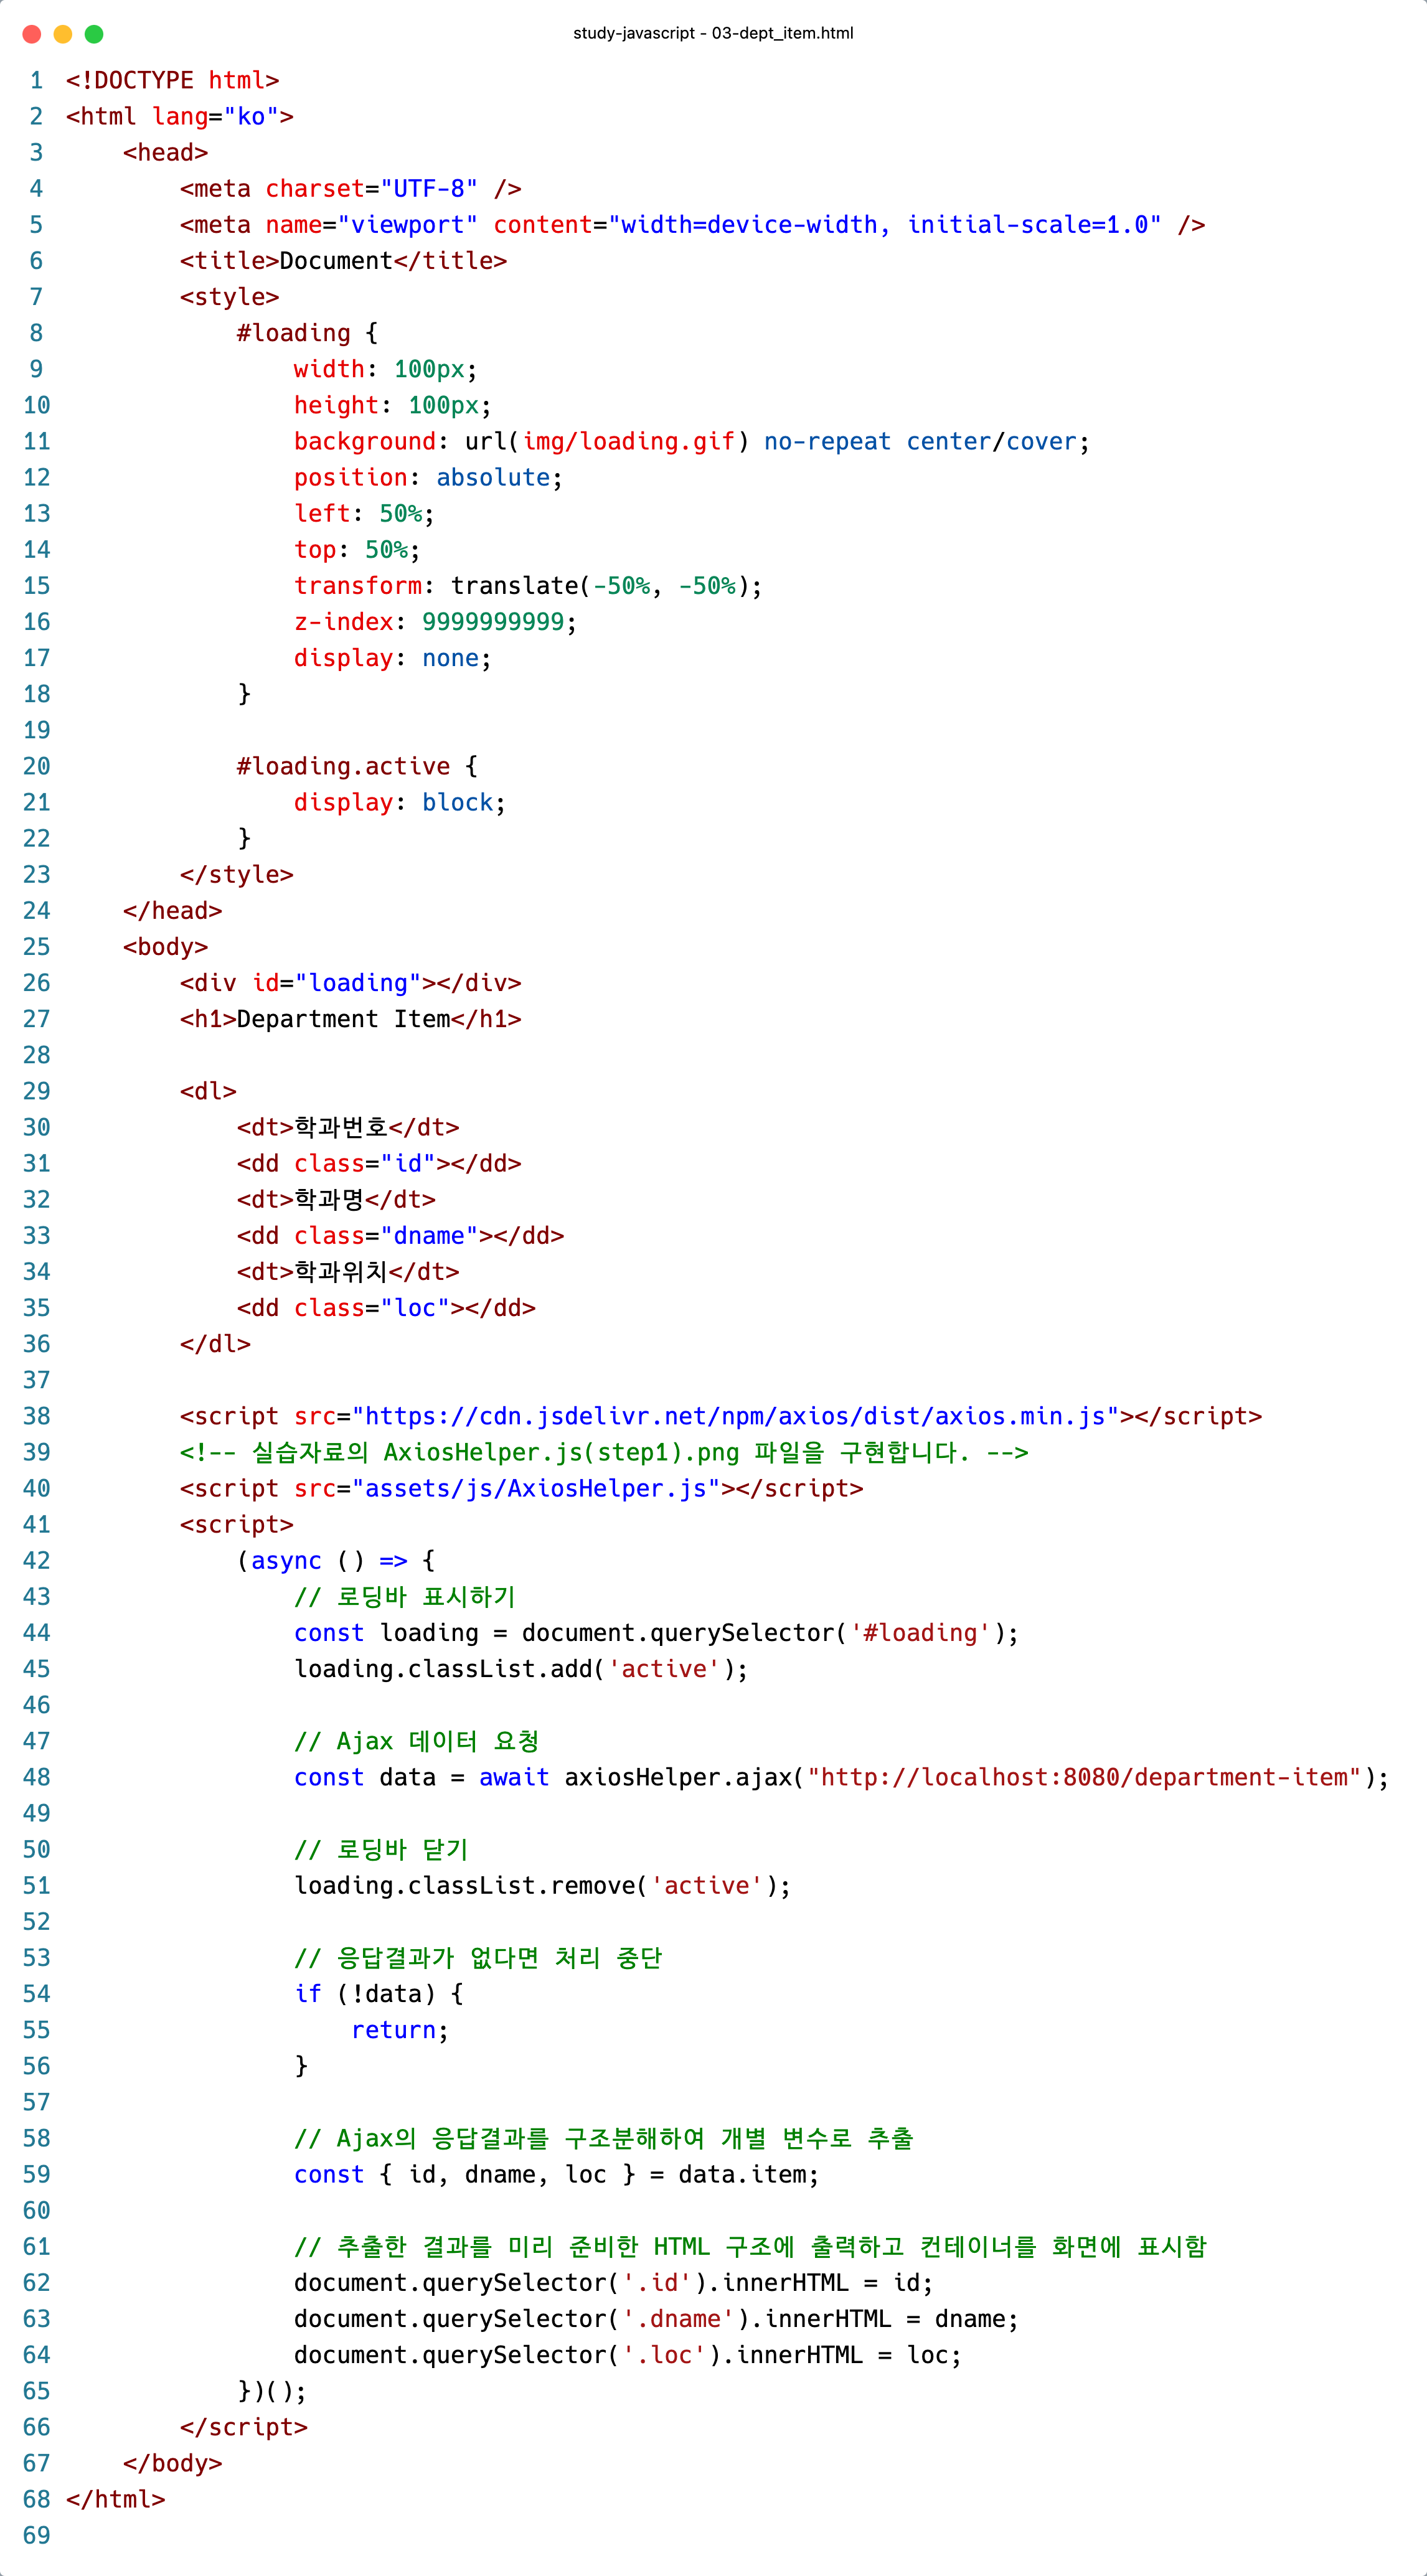 study-javascript - 03-dept_item.html
1 <!DOCTYPE html>
2 <html lang="ko">
3     <head>
4         <meta charset="UTF-8" />
5         <meta name="viewport" content="width=device-width, initial-scale=1.0" />
6         <title>Document</title>
7         <style>
8             #loading {
9                 width: 100px;
10                 height: 100px;
11                 background: url(img/loading.gif) no-repeat center/cover;
12                 position: absolute;
13                 left: 50%;
14                 top: 50%;
15                 transform: translate(-50%, -50%);
16                 z-index: 9999999999;
17                 display: none;
18             }
19
20             #loading.active {
21                 display: block;
22             }
23         </style>
24     </head>
25     <body>
26         <div id="loading"></div>
27         <h1>Department Item</h1>
28
29         <dl>
30             <dt>학과번호</dt>
31             <dd class="id"></dd>
32             <dt>학과명</dt>
33             <dd class="dname"></dd>
34             <dt>학과위치</dt>
35             <dd class="loc"></dd>
36         </dl>
37
38         <script src="https://cdn.jsdelivr.net/npm/axios/dist/axios.min.js"></script>
39         <!-- 실습자료의 AxiosHelper.js(step1).png 파일을 구현합니다. -->
40         <script src="assets/js/AxiosHelper.js"></script>
41         <script>
42             (async () => {
43                 // 로딩바 표시하기
44                 const loading = document.querySelector('#loading');
45                 loading.classList.add('active');
46
47                 // Ajax 데이터 요청
48                 const data = await axiosHelper.ajax("http://localhost:8080/department-item");
49
50                 // 로딩바 닫기
51                 loading.classList.remove('active');
52
53                 // 응답결과가 없다면 처리 중단
54                 if (!data) {
55                     return;
56                 }
57
58                 // Ajax의 응답결과를 구조분해하여 개별 변수로 추출
59                 const { id, dname, loc } = data.item;
60
61                 // 추출한 결과를 미리 준비한 HTML 구조에 출력하고 컨테이너를 화면에 표시함
62                 document.querySelector('.id').innerHTML = id;
63                 document.querySelector('.dname').innerHTML = dname;
64                 document.querySelector('.loc').innerHTML = loc;
65             })();
66         </script>
67     </body>
68 </html>
69